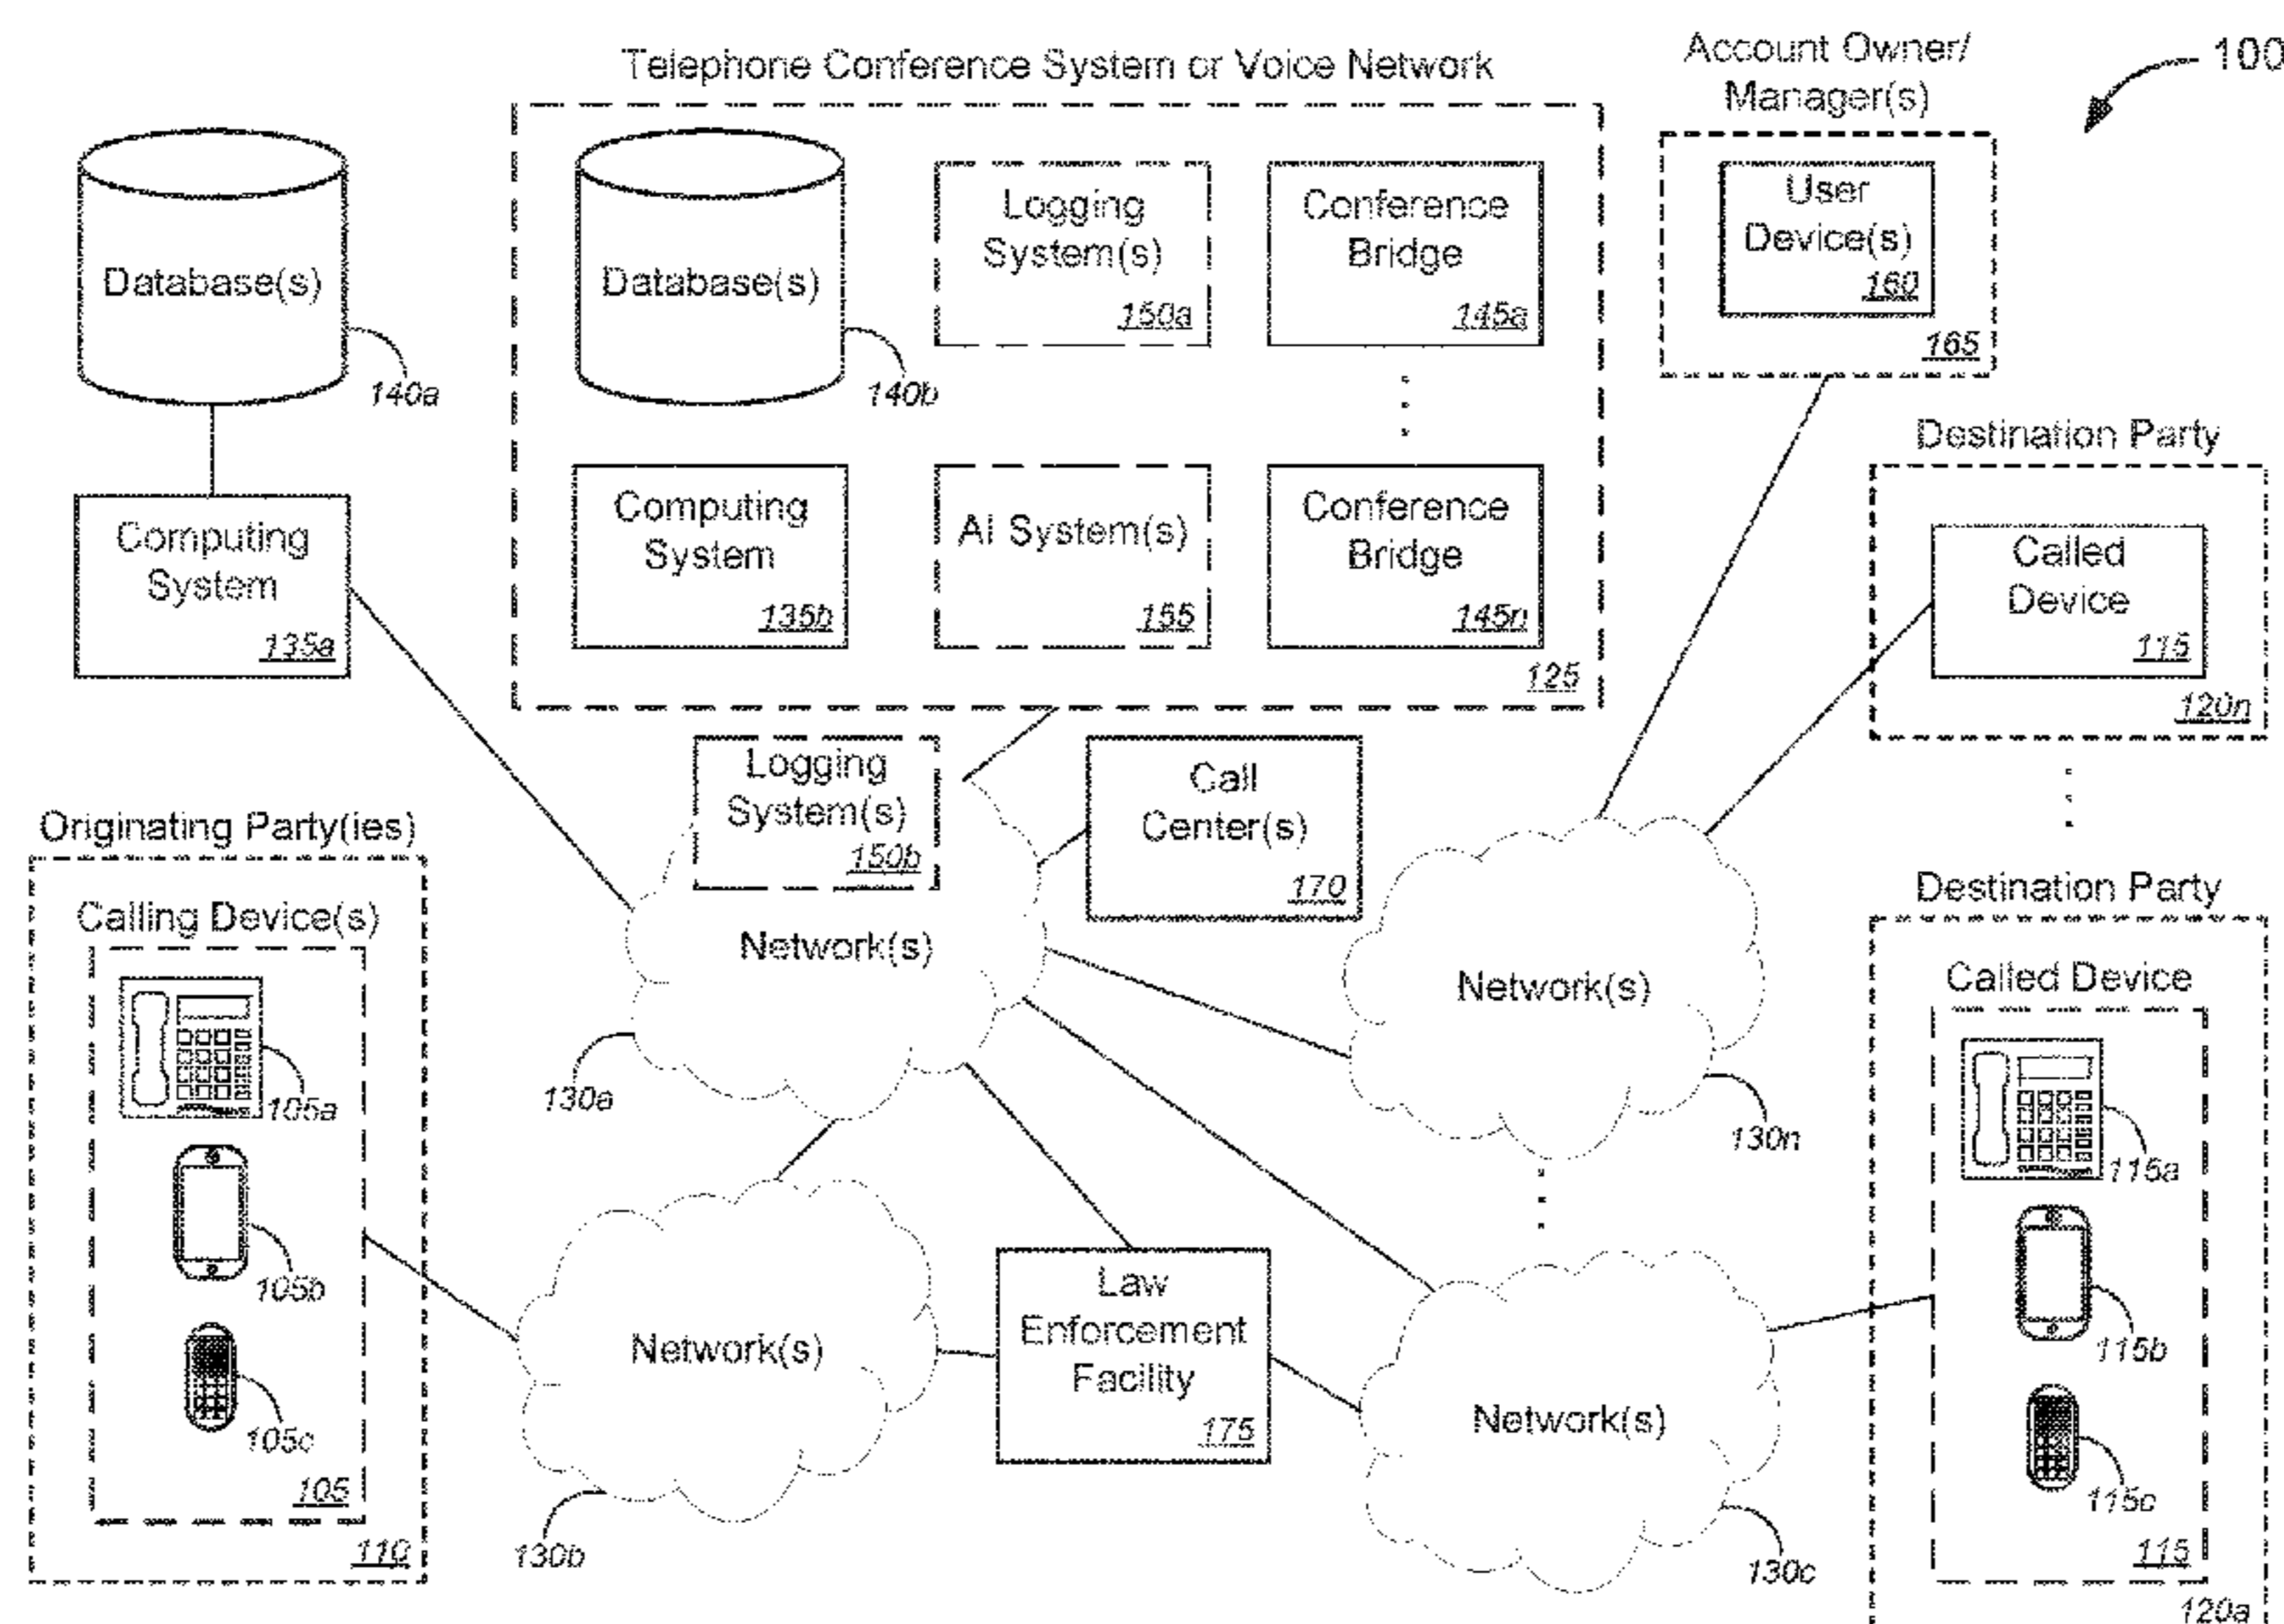 Telephone Conference System or Voice Network
Account Owner/
Manager(s)
100
Database(s)
140a
Database(s)
140b
Logging
System(s)
150a
Conference
Bridge
145a
User
Device(s)
160
165
Computing
System
135a
Computing
System
135b
AI System(s)
155
Conference
Bridge
145n
125
Destination Party
Called
Device
115
120n
Logging
System(s)
150b
Call
Center(s)
170
Network(s)
130a
Network(s)
130n
Originating Party(ies)
Calling Device(s)
105a
105b
105c
105
110
Network(s)
130b
Law
Enforcement
Facility
175
Network(s)
130c
Destination Party
Called Device
115a
115b
115c
115
120a